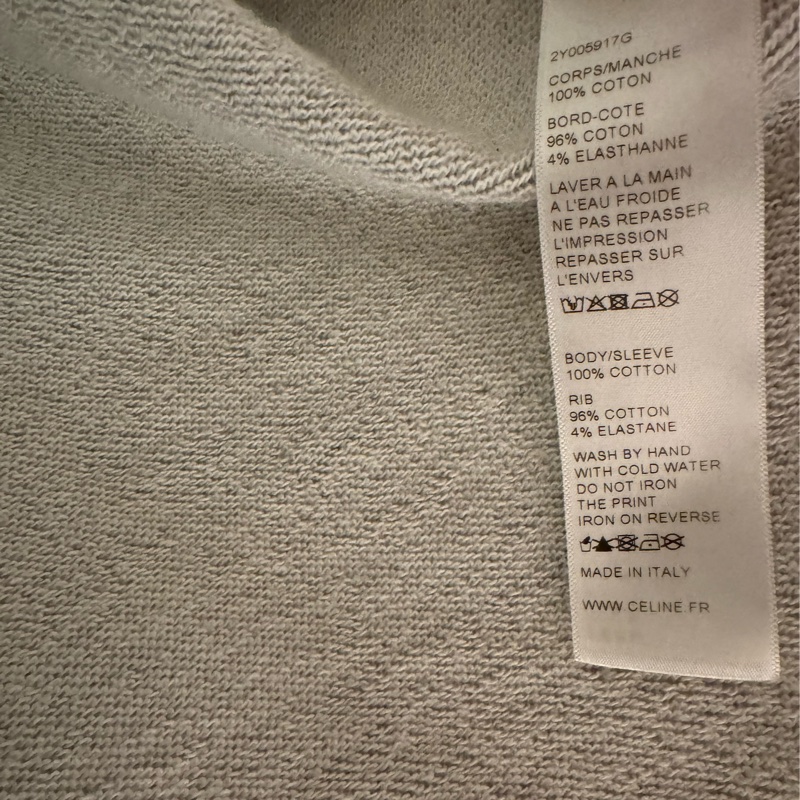 2Y005917G
CORPS/MANCHE
100% COTON
BORD-COTE
96% COTON
4% ELASTHANNE
LAVER A LA MAIN
A L'EAU FROIDE
NE PAS REPASSER
L'IMPRESSION
REPASSER SUR
L'ENVERS
BODY/SLEEVE
100% COTTON
RIB
96% COTTON
4% ELASTANE
WASH BY HAND
WITH COLD WATER
DO NOT IRON
THE PRINT
IRON ON REVERSE
MADE IN ITALY
WWW.CELINE.FR